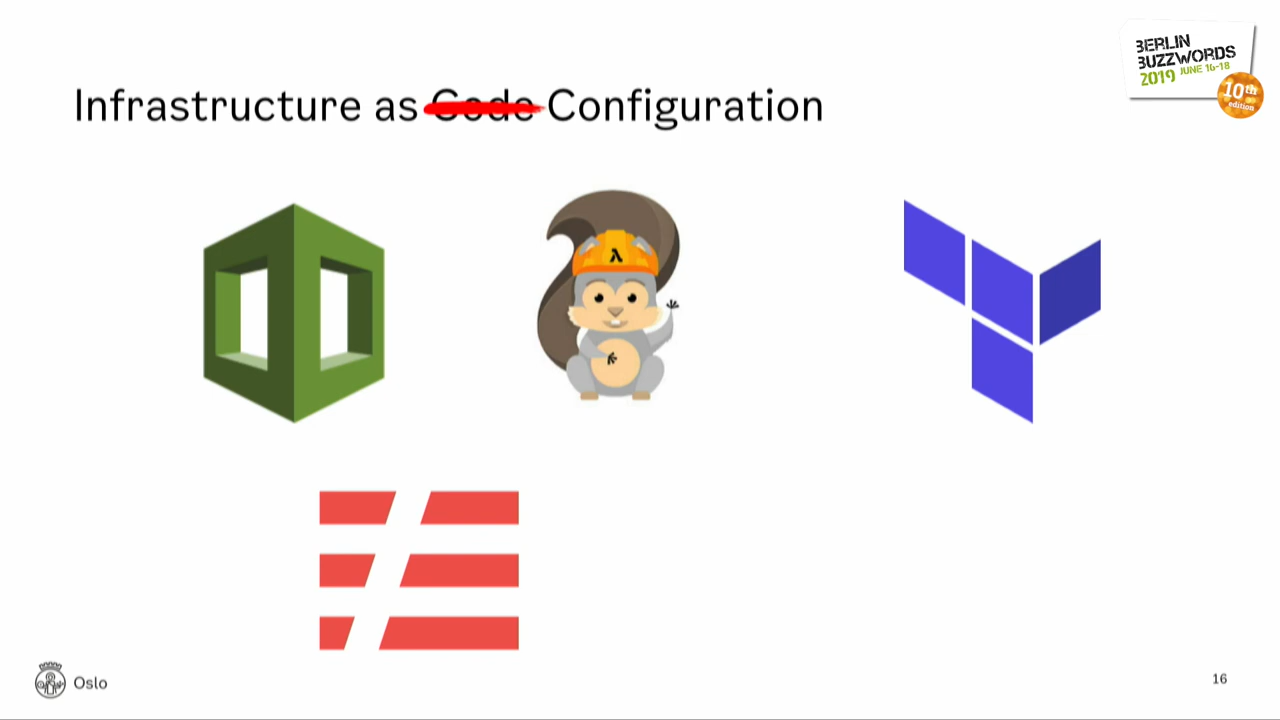 BERLIN
BUZZWORDS
2019 JUNE 16-18
10th
edition
Infrastructure as Code Configuration
λ
Oslo
16